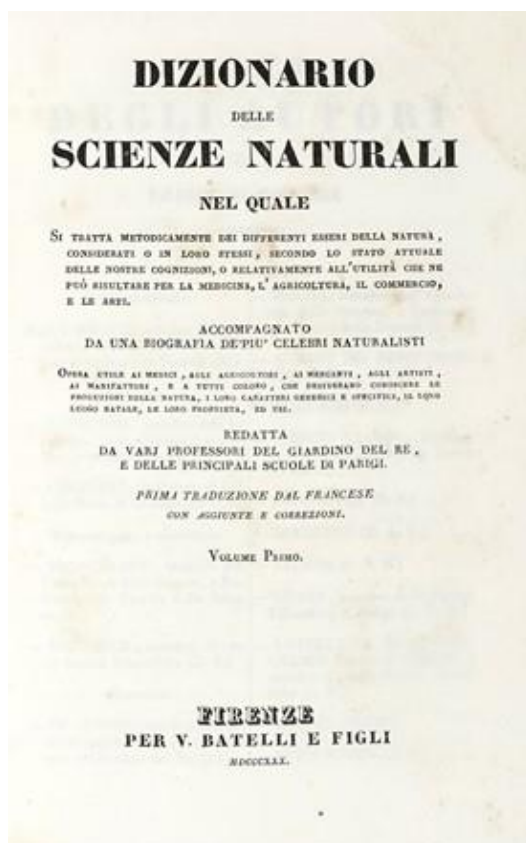 DIZIONARIO
DELLE
SCIENZE NATURALI
NEL QUALE
SI TRATTA METODICAMENTE DEI DIFFERENTI ESSERI DELLA NATURA,
CONSIDERATI O IN LORO STESSI, SECONDO LO STATO ATTUALE
DELLE NOSTRE COGNIZIONI, O RELATIVAMENTE ALL'UTILITÀ CHE NE
PUÒ RISULTARE PER LA MEDICINA, L'AGRICOLTURA, IL COMMERCIO,
E LE ARTI.
ACCOMPAGNATO
DA UNA BIOGRAFIA DE'PIU' CELEBRI NATURALISTI
OPERA UTILE AI MEDICI, AGLI AGRICOLTORI, AI MERCANTI, AGLI ARTISTI,
AI MANIFATTORI, E A TUTTI COLORO, CHE DESIDERANO CONOSCERE LE
PRODUZIONI DELLA NATURA, I LORO CARATTERI GENERICI E SPECIFICI, IL LORO
LUOGO NATALE, LE LORO PROPRIETÀ, ED USI.
REDATTA
DA VARJ PROFESSORI DEL GIARDINO DEL RE,
E DELLE PRINCIPALI SCUOLE DI PARIGI.
PRIMA TRADUZIONE DAL FRANCESE
CON AGGIUNTE E CORREZIONI.
VOLUME PRIMO.
FIRENZE
PER V. BATELLI E FIGLI
MDCCCXXX.